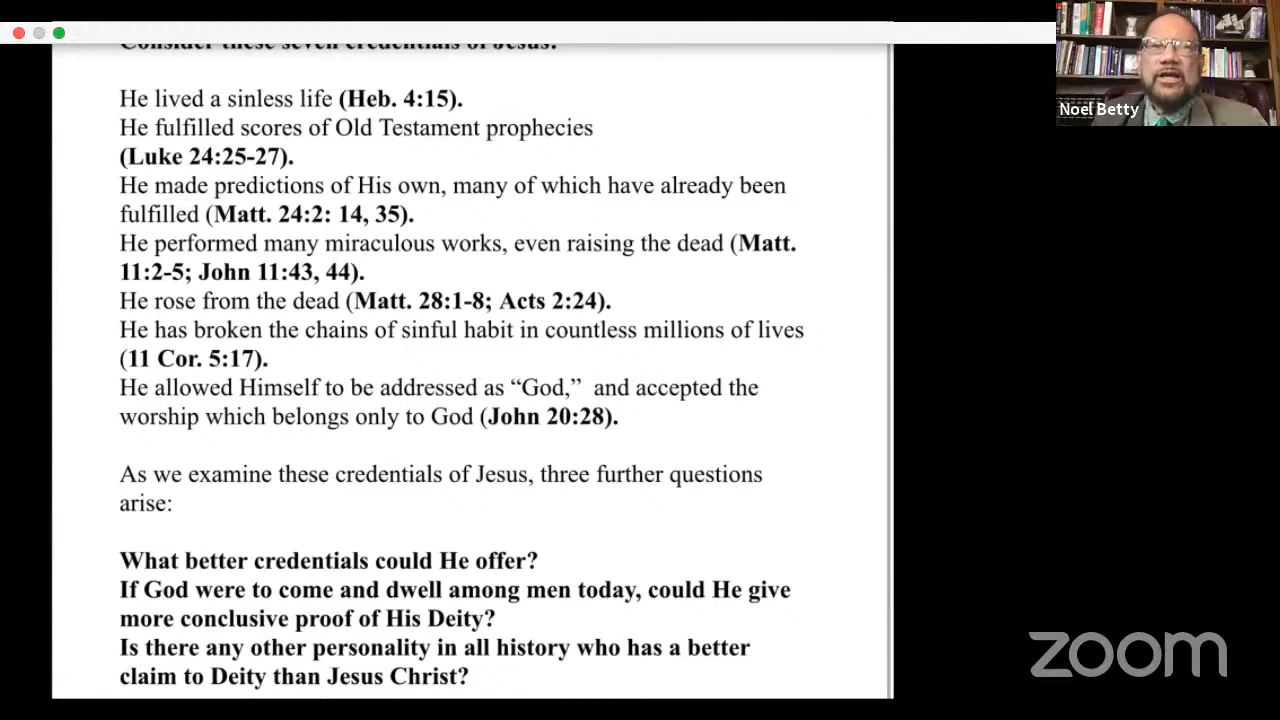 Consider these seven credentials of Jesus:
He lived a sinless life (Heb. 4:15).
He fulfilled scores of Old Testament prophecies
(Luke 24:25-27).
He made predictions of His own, many of which have already been
fulfilled (Matt. 24:2: 14, 35).
He performed many miraculous works, even raising the dead (Matt.
11:2-5; John 11:43, 44).
He rose from the dead (Matt. 28:1-8; Acts 2:24).
He has broken the chains of sinful habit in countless millions of lives
(11 Cor. 5:17).
He allowed Himself to be addressed as “God,” and accepted the
worship which belongs only to God (John 20:28).
As we examine these credentials of Jesus, three further questions
arise:
What better credentials could He offer?
If God were to come and dwell among men today, could He give
more conclusive proof of His Deity?
Is there any other personality in all history who has a better
claim to Deity than Jesus Christ?
Noel Betty
zoom